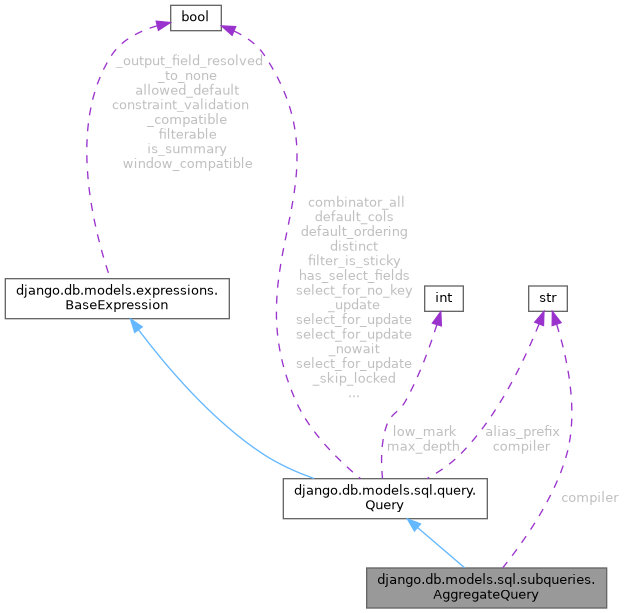 bool
_output_field_resolved
_to_none
allowed_default
constraint_validation
_compatible
filterable
is_summary
window_compatible
combinator_all
default_cols
default_ordering
distinct
filter_is_sticky
has_select_fields
select_for_no_key
_update
select_for_update
select_for_update
_nowait
select_for_update
_skip_locked
...
django.db.models.expressions.
BaseExpression
int
str
low_mark
max_depth
alias_prefix
compiler
django.db.models.sql.query.
Query
compiler
django.db.models.sql.subqueries.
AggregateQuery